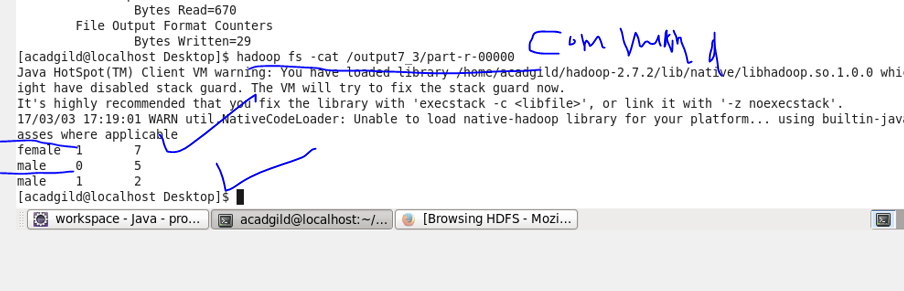 Bytes Read=670
File Output Format Counters
Bytes Written=29
[acadgild@localhost Desktop]$ hadoop fs -cat /output7_3/part-r-00000
Command
Java HotSpot(TM) Client VM warning: You have loaded library /home/acadgild/hadoop-2.7.2/lib/native/libhadoop.so.1.0.0 whic
ight have disabled stack guard. The VM will try to fix the stack guard now.
It's highly recommended that you fix the library with 'execstack -c <libfile>', or link it with '-z noexecstack'.
17/03/03 17:19:01 WARN util.NativeCodeLoader: Unable to load native-hadoop library for your platform... using builtin-java
asses where applicable
female 1 7
male 0 5
male 1 2
[acadgild@localhost Desktop]$
workspace - Java - pro... acadgild@localhost:~/... [Browsing HDFS - Mozi...